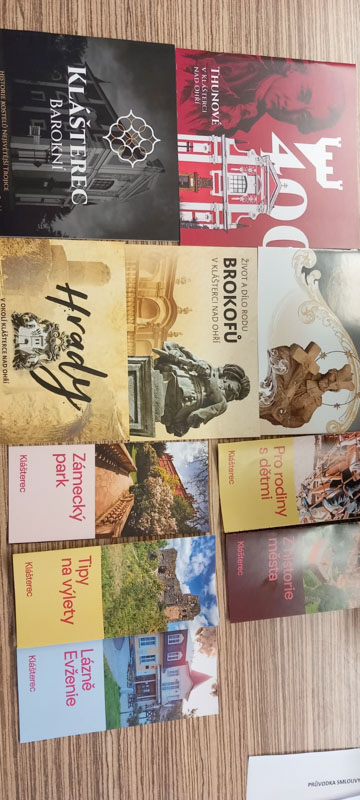 KLÁŠTEREC
BAROKNÍ
HISTORIE KOSTELŮ NEJSVĚTĚJŠÍ TROJICE
THUNOVÉ
V KLÁŠTERCI
NAD OHŘÍ
400
Hrady
V OKOLÍ KLÁŠTERCE NAD OHŘÍ
ŽIVOT A DÍLO RODU
BROKOFŮ
V KLÁŠTERCI NAD OHŘÍ
Zámecký
park
Klášterec
Pro rodiny
s dětmi
Klášterec
Tipy
na výlety
Klášterec
Z historie
města
Klášterec
Lázně
Evženie
Klášterec
PRŮVODKA SMLOUVY